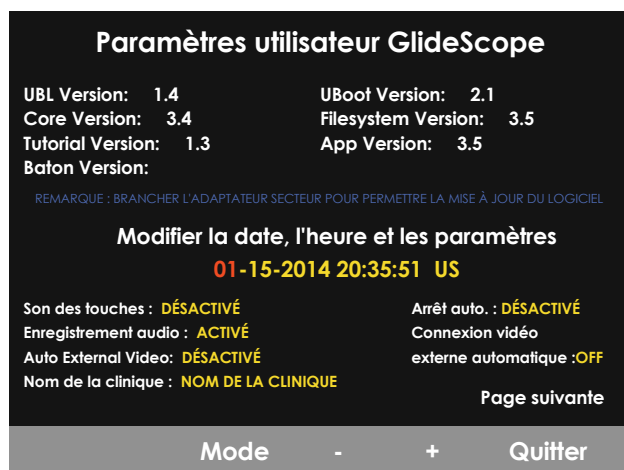 Paramètres utilisateur GlideScope
UBL Version: 1.4 UBoot Version: 2.1
Core Version: 3.4 Filesystem Version: 3.5
Tutorial Version: 1.3 App Version: 3.5
Baton Version:
REMARQUE : BRANCHER L'ADAPTATEUR SECTEUR POUR PERMETTRE LA MISE À JOUR DU LOGICIEL
Modifier la date, l'heure et les paramètres
01-15-2014 20:35:51 US
Son des touches : DÉSACTIVÉ Arrêt auto. : DÉSACTIVÉ
Enregistrement audio : ACTIVÉ Connexion vidéo
Auto External Video: DÉSACTIVÉ externe automatique :OFF
Nom de la clinique : NOM DE LA CLINIQUE
Page suivante
Mode - + Quitter